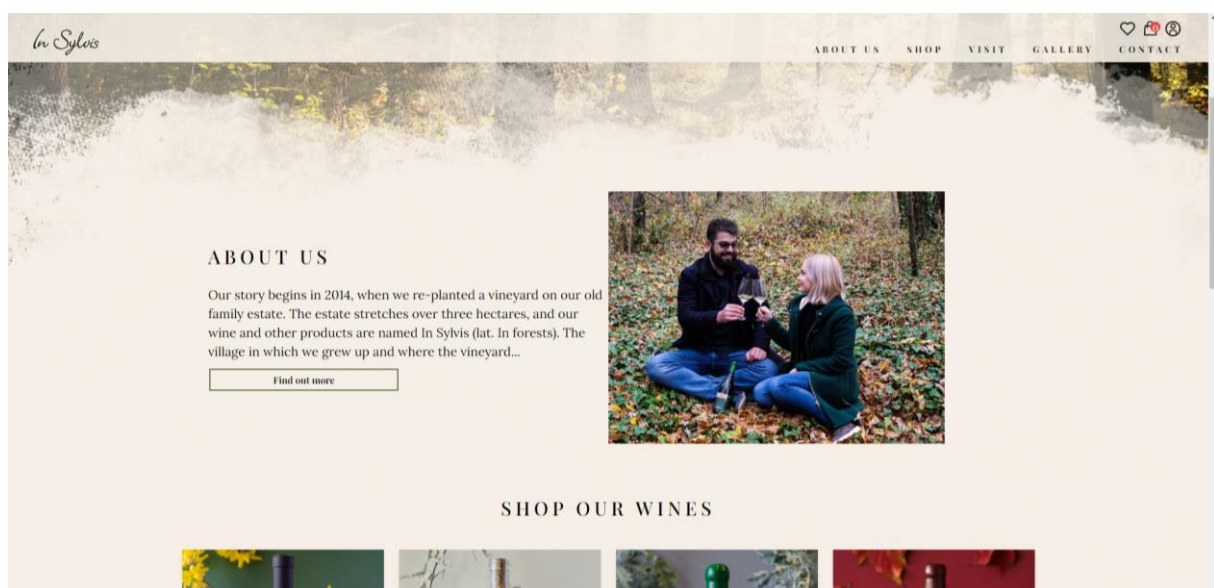 In Sylvis
ABOUT US SHOP VISIT GALLERY CONTACT
ABOUT US
Our story begins in 2014, when we re-planted a vineyard on our old
family estate. The estate stretches over three hectares, and our
wine and other products are named In Sylvis (lat. In forests). The
village in which we grew up and where the vineyard...
Find out more
SHOP OUR WINES